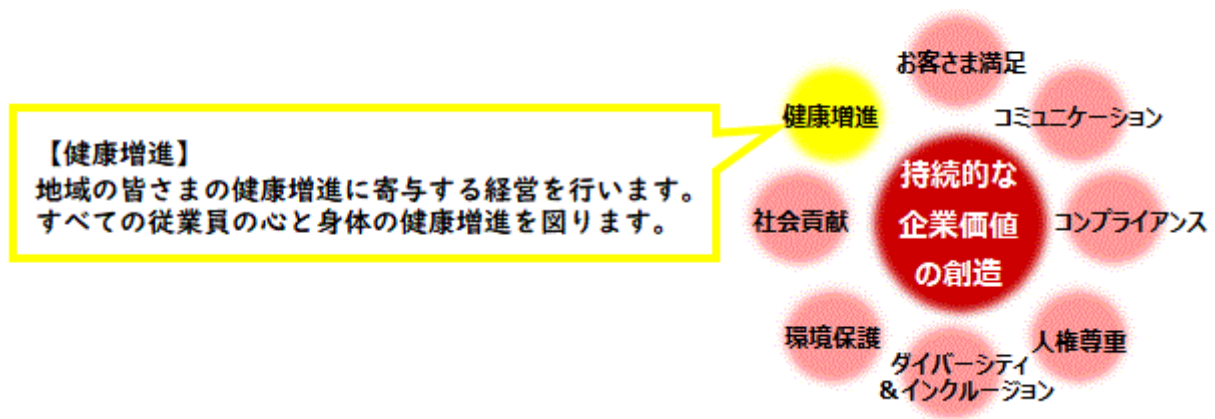 【健康増進】
地域の皆さまの健康増進に寄与する経営を行います。
すべての従業員の心と身体の健康増進を図ります。
お客さま満足
健康増進
コミュニケーション
持続的な
企業価値
の創造
社会貢献
コンプライアンス
環境保護
人権尊重
ダイバーシティ
&インクルージョン